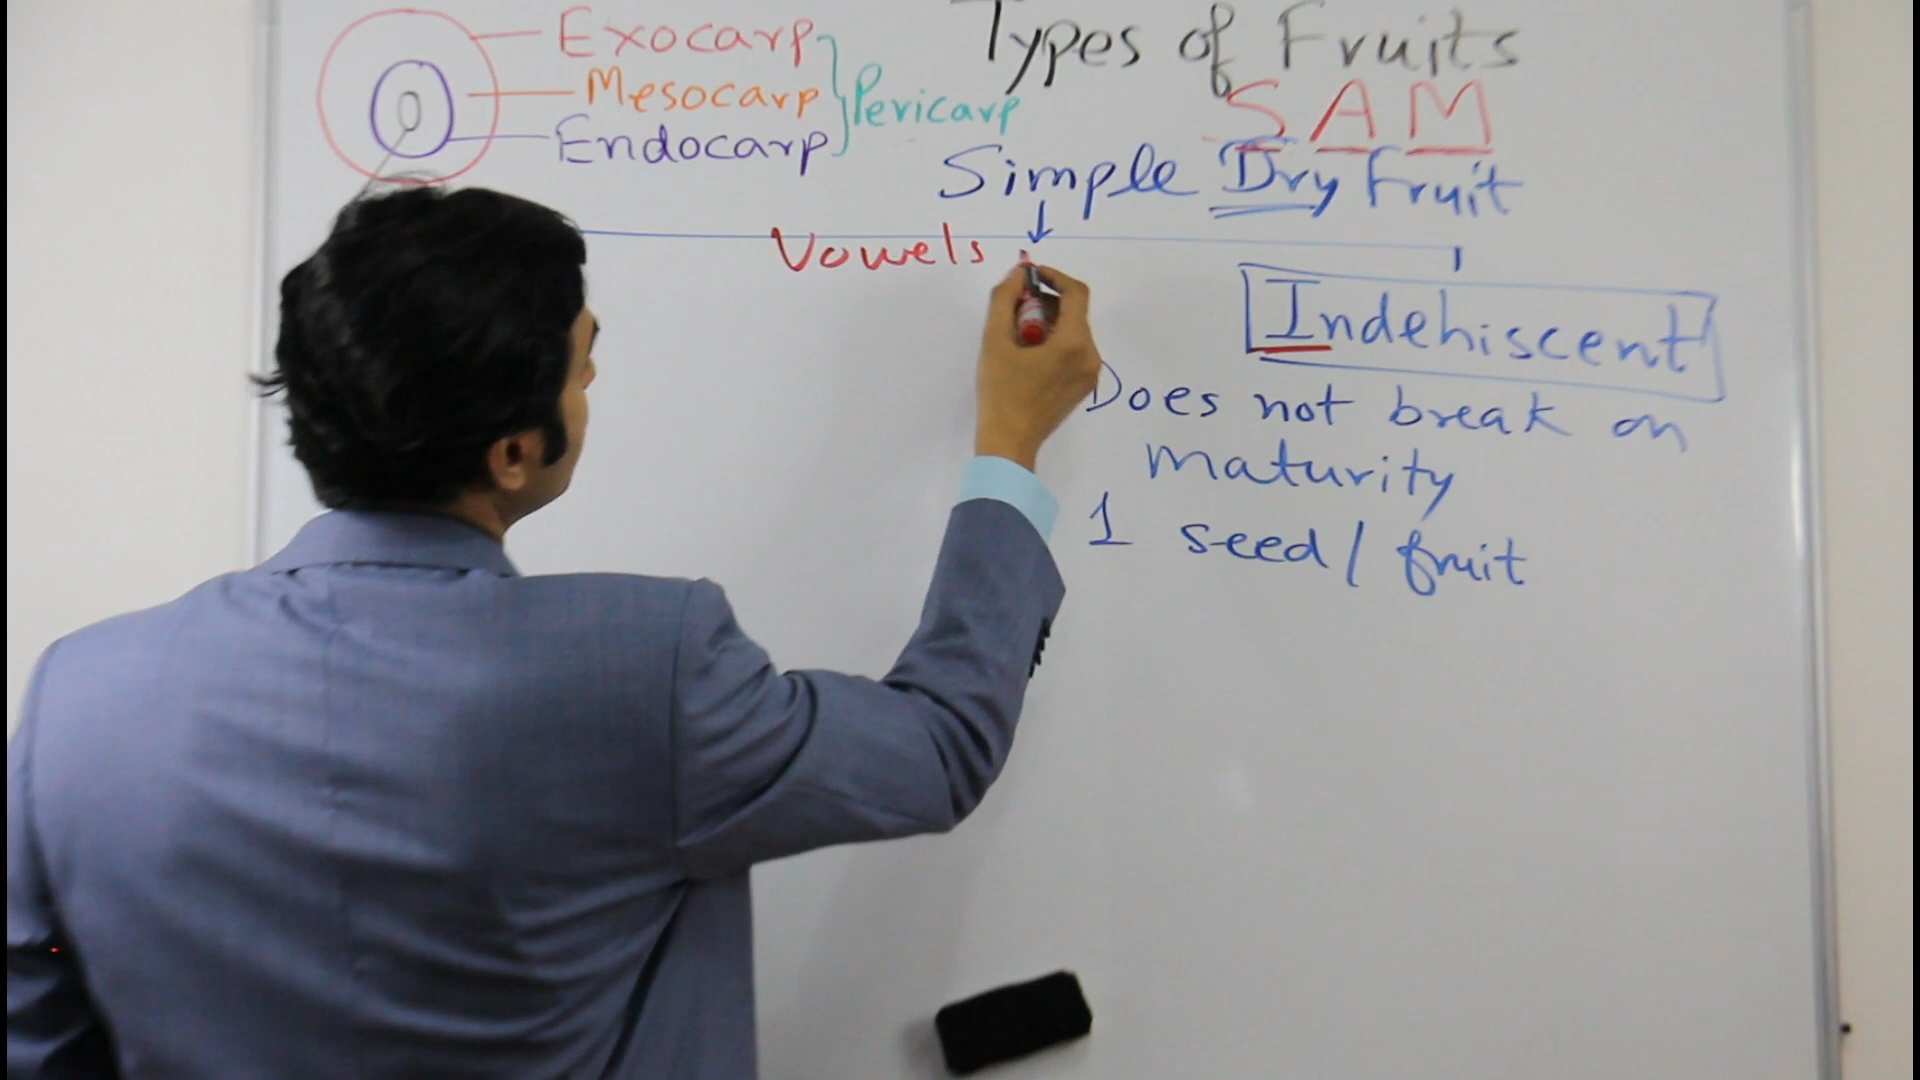 Exocarp
Mesocarp
Endocarp
Pericarp
Types of Fruits
SAM
Simple Dry Fruit
Vowels
Indehiscent
Does not break on
maturity
1 seed / fruit